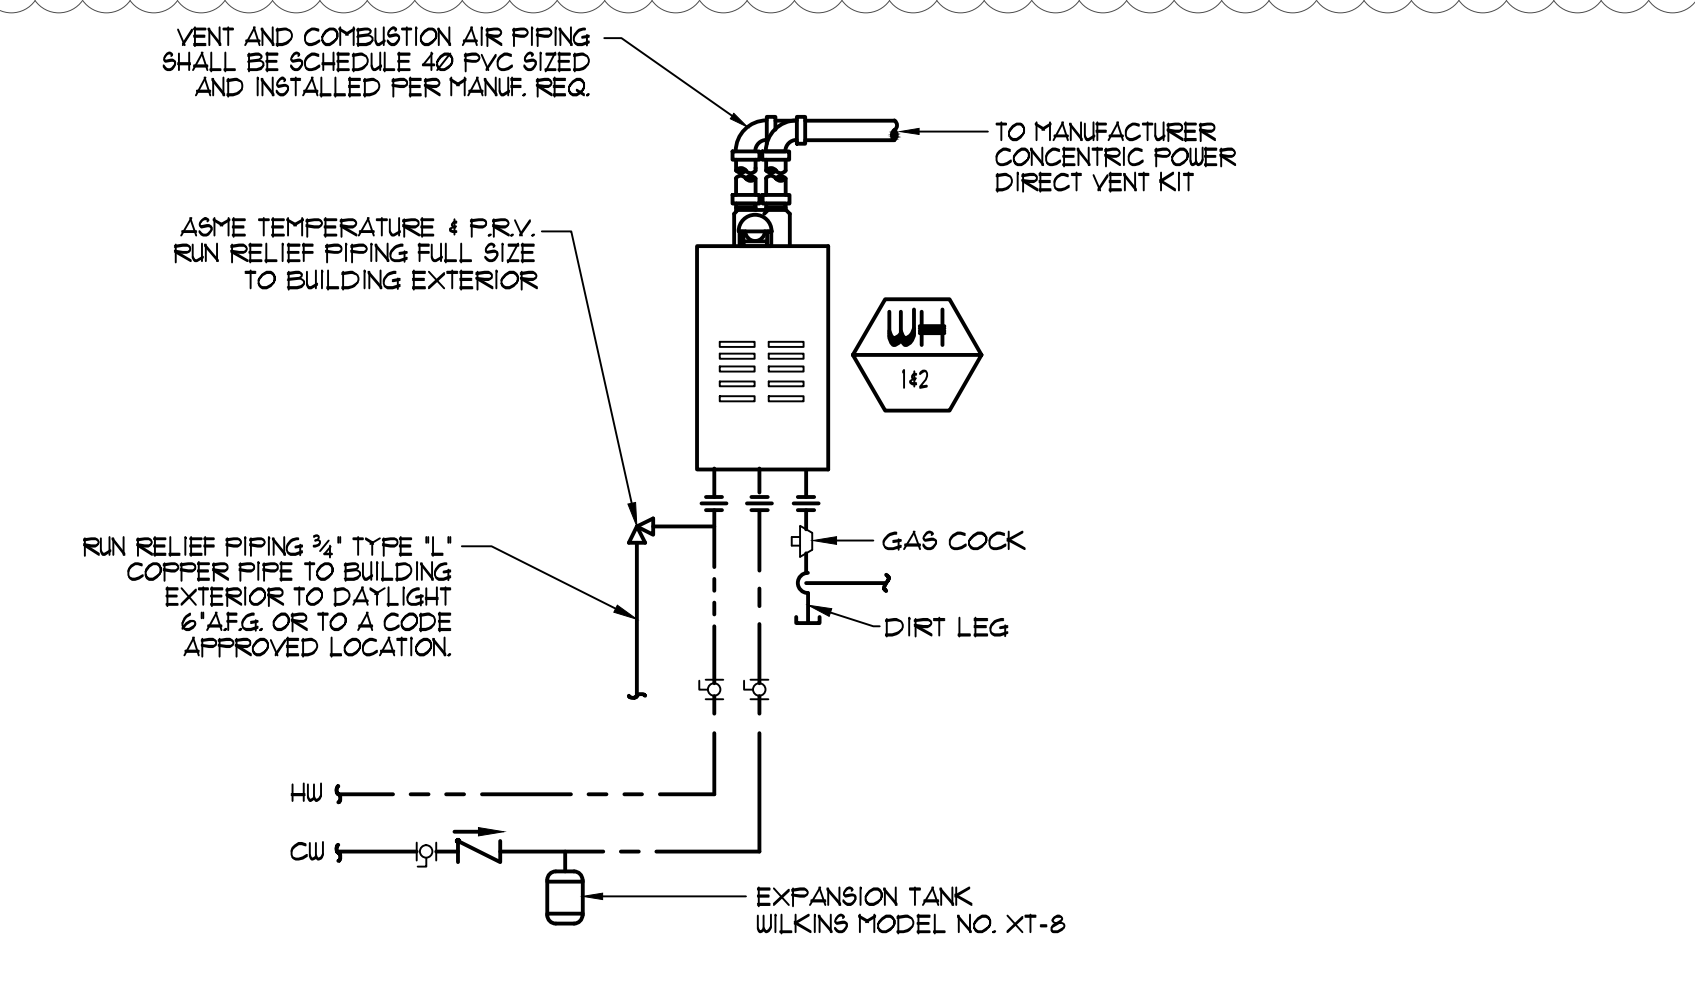 VENT AND COMBUSTION AIR PIPING
SHALL BE SCHEDULE 40 PVC SIZED
AND INSTALLED PER MANUF. REQ.
TO MANUFACTURER
CONCENTRIC POWER
DIRECT VENT KIT
ASME TEMPERATURE & P.R.V.
RUN RELIEF PIPING FULL SIZE
TO BUILDING EXTERIOR
WH
1&2
RUN RELIEF PIPING ¾" TYPE "L"
COPPER PIPE TO BUILDING
EXTERIOR TO DAYLIGHT
6"A.F.G. OR TO A CODE
APPROVED LOCATION.
GAS COCK
DIRT LEG
HW
CW
EXPANSION TANK
WILKINS MODEL NO. XT-8